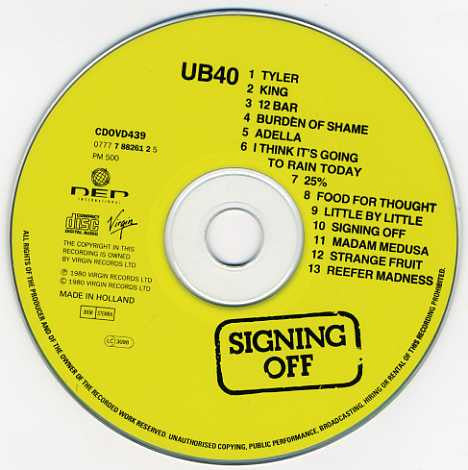 UB40
1 TYLER
2 KING
3 12 BAR
4 BURDEN OF SHAME
5 ADELLA
6 I THINK IT'S GOING
TO RAIN TODAY
7 25%
8 FOOD FOR THOUGHT
9 LITTLE BY LITTLE
10 SIGNING OFF
11 MADAM MEDUSA
12 STRANGE FRUIT
13 REEFER MADNESS
CDOVD439
0777 7 88261 2 5
PM 500
DEP
INTERNATIONAL
COMPACT
disc
DIGITAL AUDIO
Virgin
THE COPYRIGHT IN THIS
RECORDING IS OWNED
BY VIRGIN RECORDS LTD
℗ 1980 VIRGIN RECORDS LTD
© 1980 VIRGIN RECORDS LTD
MADE IN HOLLAND
BIEM STEMRA
LC 3098
SIGNING
OFF
ALL RIGHTS OF THE PRODUCER AND OF THE OWNER OF THE RECORDED WORK RESERVED. UNAUTHORISED COPYING, PUBLIC PERFORMANCE, BROADCASTING, HIRING OR RENTAL OF THIS RECORDING PROHIBITED.